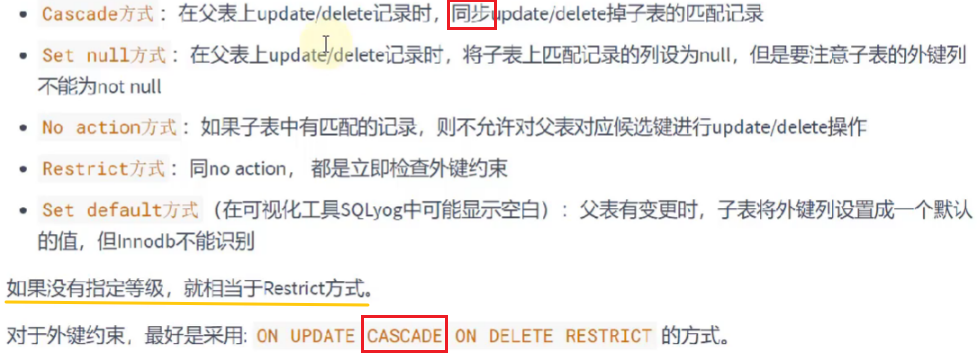 Cascade方式：在父表上update/delete记录时，同步update/delete掉子表的匹配记录
Set null方式：在父表上update/delete记录时，将子表上匹配记录的列设为null，但是要注意子表的外键列
不能为not null
No action方式：如果子表中有匹配的记录，则不允许对父表对应候选键进行update/delete操作
Restrict方式：同no action， 都是立即检查外键约束
Set default方式（在可视化工具SQLyog中可能显示空白）：父表有变更时，子表将外键列设置成一个默认
的值，但Innodb不能识别
如果没有指定等级，就相当于Restrict方式。
对于外键约束，最好是采用: ON UPDATE CASCADE ON DELETE RESTRICT 的方式。